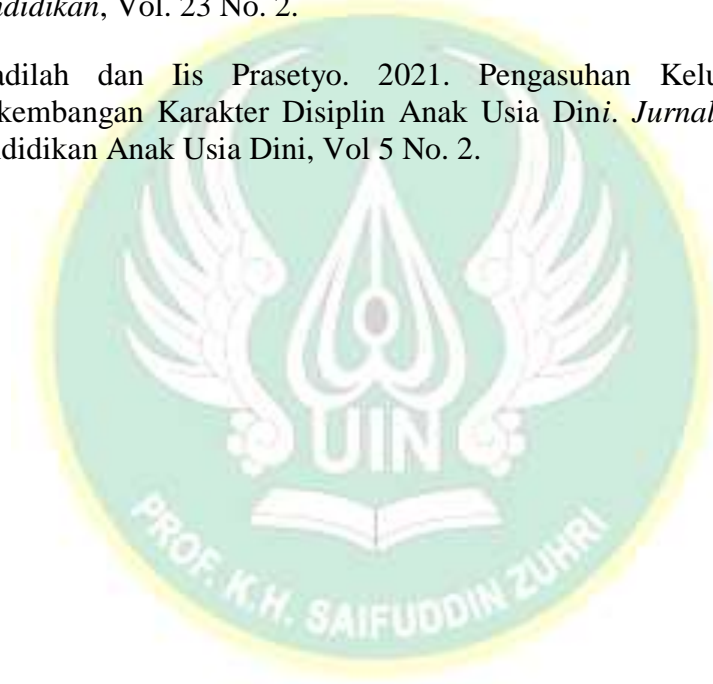 ndidikan, Vol. 23 No. 2.
adilah dan Iis Prasetyo. 2021. Pengasuhan Kelu
kembangan Karakter Disiplin Anak Usia Dini. Jurnal
didikan Anak Usia Dini, Vol 5 No. 2.
UIN
PROF. K.H. SAIFUDDIN ZUHRI